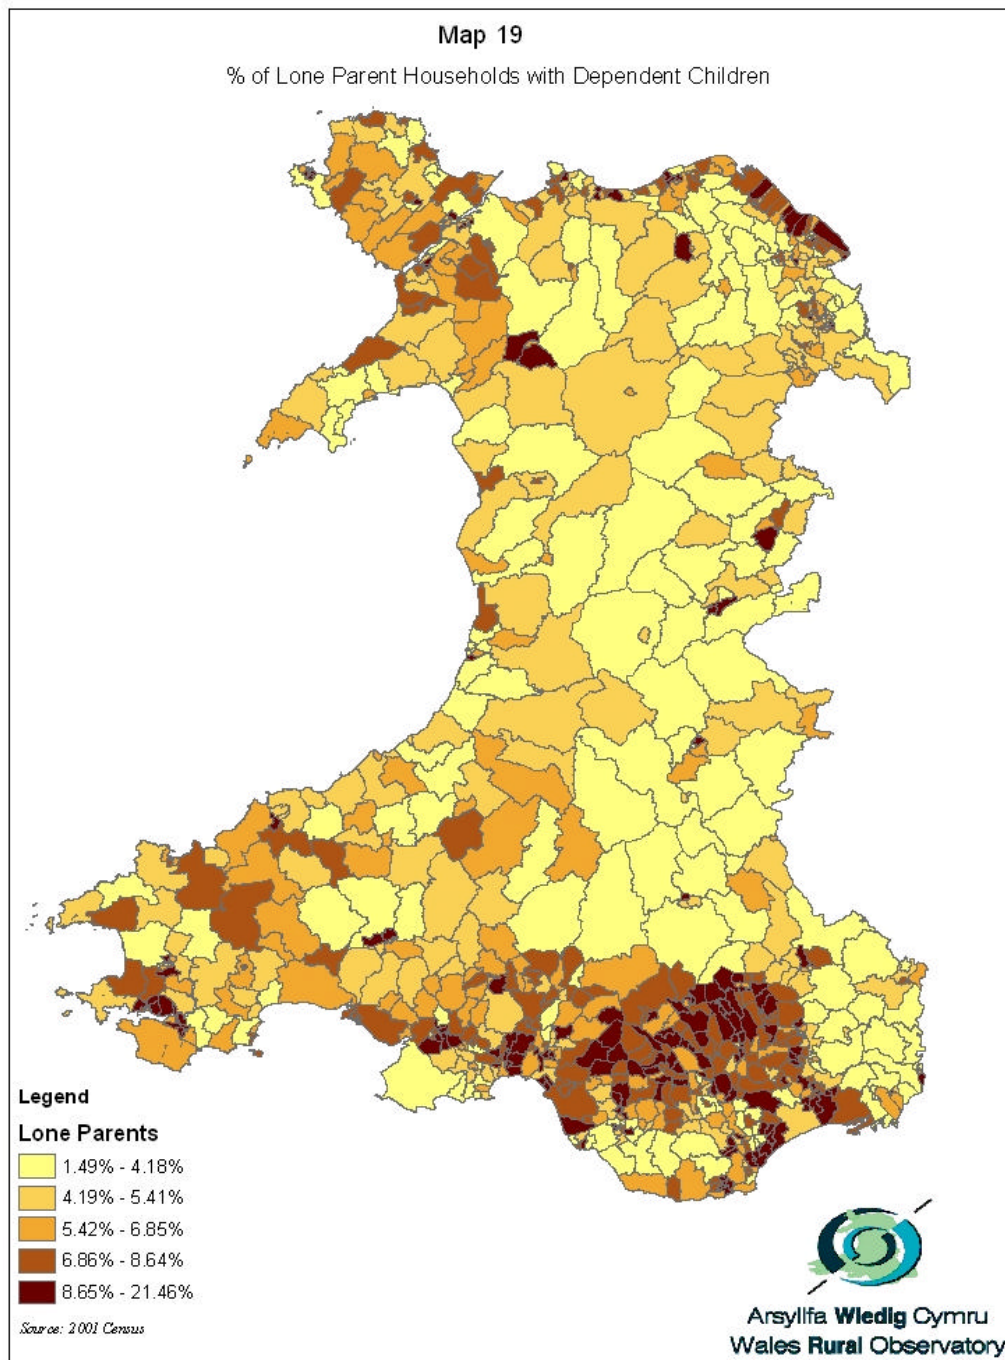 Map 19
% of Lone Parent Households with Dependent Children
Legend
Lone Parents
1.49% - 4.18%
4.19% - 5.41%
5.42% - 6.85%
6.86% - 8.64%
8.65% - 21.46%
Source: 2001 Census
Arsyllfa Wledig Cymru
Wales Rural Observatory